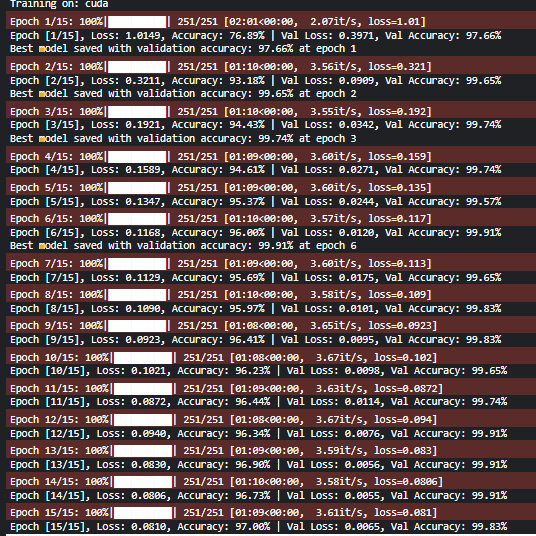 Training on: cuda
Epoch 1/15: 100%|██████████| 251/251 [02:01<00:00, 2.07it/s, loss=1.01]
Epoch [1/15], Loss: 1.0149, Accuracy: 76.89% | Val Loss: 0.3971, Val Accuracy: 97.66%
Best model saved with validation accuracy: 97.66% at epoch 1
Epoch 2/15: 100%|██████████| 251/251 [01:10<00:00, 3.56it/s, loss=0.321]
Epoch [2/15], Loss: 0.3211, Accuracy: 93.18% | Val Loss: 0.0909, Val Accuracy: 99.65%
Best model saved with validation accuracy: 99.65% at epoch 2
Epoch 3/15: 100%|██████████| 251/251 [01:10<00:00, 3.55it/s, loss=0.192]
Epoch [3/15], Loss: 0.1921, Accuracy: 94.43% | Val Loss: 0.0342, Val Accuracy: 99.74%
Best model saved with validation accuracy: 99.74% at epoch 3
Epoch 4/15: 100%|██████████| 251/251 [01:09<00:00, 3.60it/s, loss=0.159]
Epoch [4/15], Loss: 0.1589, Accuracy: 94.61% | Val Loss: 0.0271, Val Accuracy: 99.74%
Epoch 5/15: 100%|██████████| 251/251 [01:09<00:00, 3.60it/s, loss=0.135]
Epoch [5/15], Loss: 0.1347, Accuracy: 95.37% | Val Loss: 0.0244, Val Accuracy: 99.57%
Epoch 6/15: 100%|██████████| 251/251 [01:10<00:00, 3.57it/s, loss=0.117]
Epoch [6/15], Loss: 0.1168, Accuracy: 96.00% | Val Loss: 0.0120, Val Accuracy: 99.91%
Best model saved with validation accuracy: 99.91% at epoch 6
Epoch 7/15: 100%|██████████| 251/251 [01:09<00:00, 3.60it/s, loss=0.113]
Epoch [7/15], Loss: 0.1129, Accuracy: 95.69% | Val Loss: 0.0175, Val Accuracy: 99.65%
Epoch 8/15: 100%|██████████| 251/251 [01:10<00:00, 3.58it/s, loss=0.109]
Epoch [8/15], Loss: 0.1090, Accuracy: 95.97% | Val Loss: 0.0101, Val Accuracy: 99.83%
Epoch 9/15: 100%|██████████| 251/251 [01:08<00:00, 3.65it/s, loss=0.0923]
Epoch [9/15], Loss: 0.0923, Accuracy: 96.41% | Val Loss: 0.0095, Val Accuracy: 99.83%
Epoch 10/15: 100%|██████████| 251/251 [01:08<00:00, 3.67it/s, loss=0.102]
Epoch [10/15], Loss: 0.1021, Accuracy: 96.23% | Val Loss: 0.0098, Val Accuracy: 99.65%
Epoch 11/15: 100%|██████████| 251/251 [01:09<00:00, 3.63it/s, loss=0.0872]
Epoch [11/15], Loss: 0.0872, Accuracy: 96.44% | Val Loss: 0.0114, Val Accuracy: 99.74%
Epoch 12/15: 100%|██████████| 251/251 [01:08<00:00, 3.67it/s, loss=0.094]
Epoch [12/15], Loss: 0.0940, Accuracy: 96.34% | Val Loss: 0.0076, Val Accuracy: 99.91%
Epoch 13/15: 100%|██████████| 251/251 [01:09<00:00, 3.59it/s, loss=0.083]
Epoch [13/15], Loss: 0.0830, Accuracy: 96.90% | Val Loss: 0.0056, Val Accuracy: 99.91%
Epoch 14/15: 100%|██████████| 251/251 [01:10<00:00, 3.58it/s, loss=0.0806]
Epoch [14/15], Loss: 0.0806, Accuracy: 96.73% | Val Loss: 0.0055, Val Accuracy: 99.91%
Epoch 15/15: 100%|██████████| 251/251 [01:09<00:00, 3.61it/s, loss=0.081]
Epoch [15/15], Loss: 0.0810, Accuracy: 97.00% | Val Loss: 0.0065, Val Accuracy: 99.83%